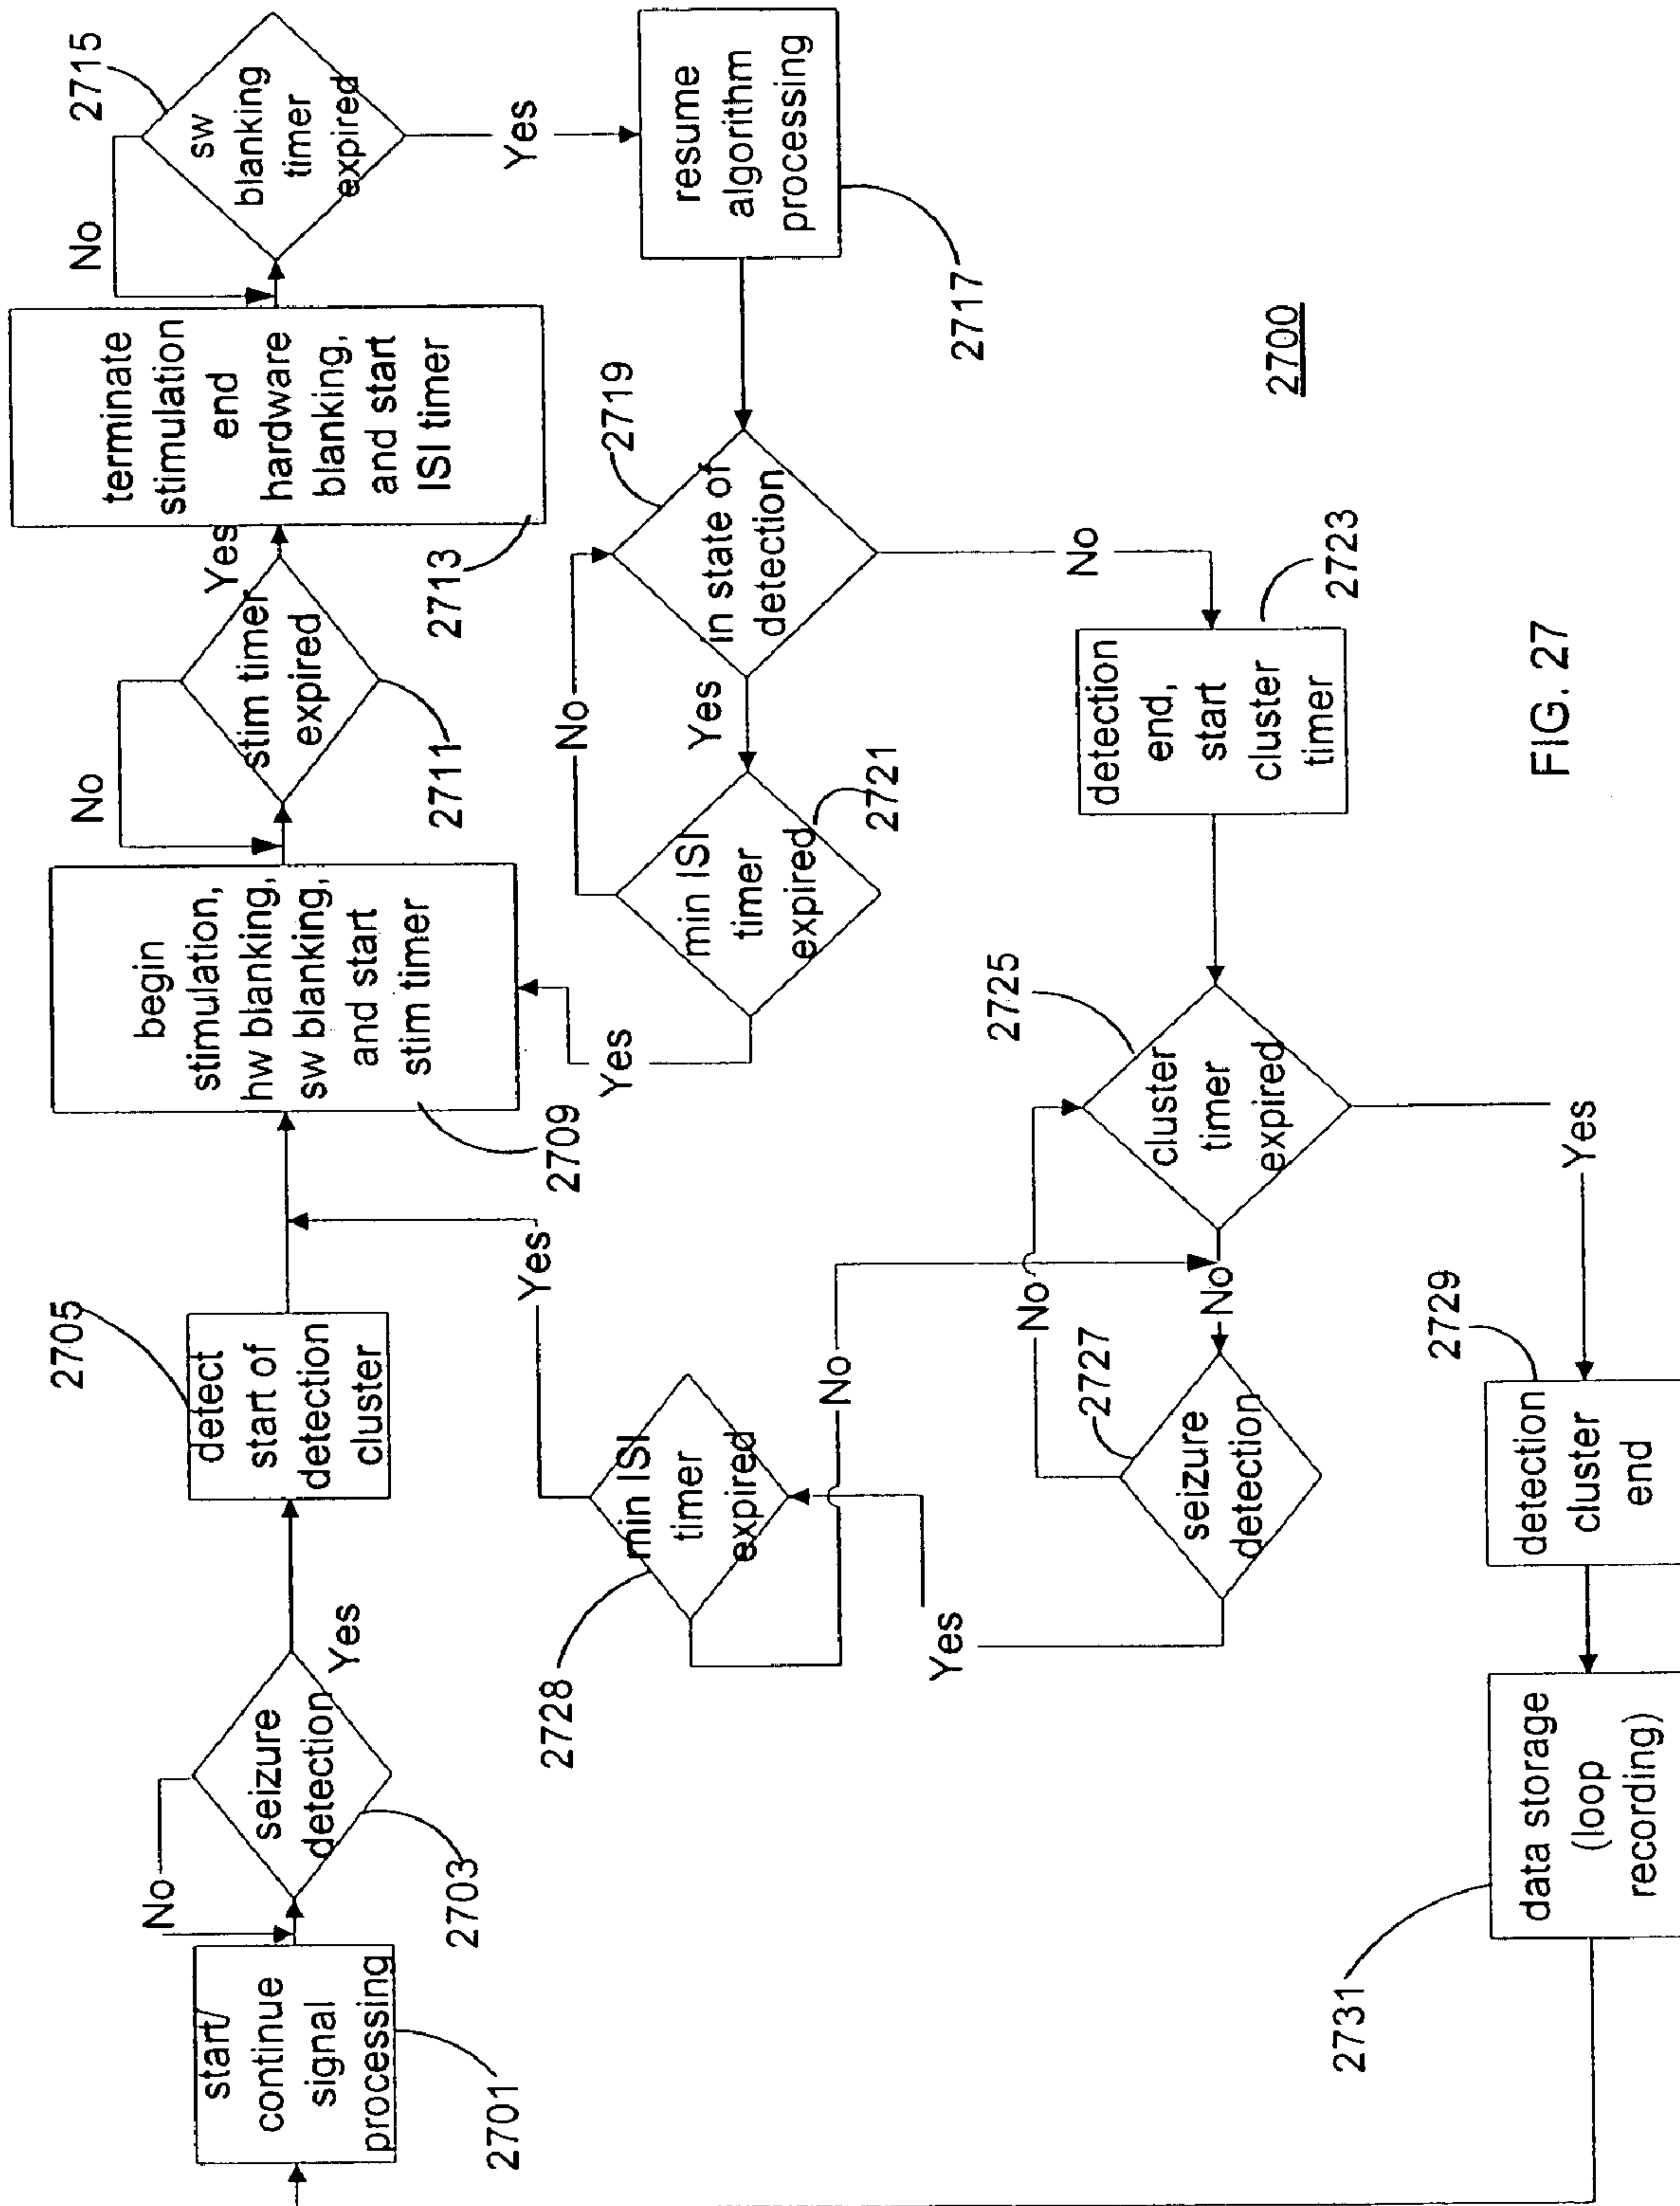 start/
continue
signal
processing
2701
No
seizure
detection
2703
Yes
2705
detect
start of
detection
cluster
begin
stimulation,
hw blanking,
sw blanking,
and start
stim timer
2709
No
stim timer
expired
2711
Yes
terminate
stimulation
end
hardware
blanking,
and start
ISI timer
2713
No
sw
blanking
timer
expired
2715
Yes
resume
algorithm
processing
2717
in state of
detection
2719
Yes
No
min ISI
timer
expired
2721
No
Yes
detection
end,
start
cluster
timer
2723
cluster
timer
expired
2725
No
Yes
seizure
detection
2727
No
Yes
min ISI
timer
expired
2728
Yes
No
detection
cluster
end
2729
data storage
(loop
recording)
2731
2700
FIG. 27